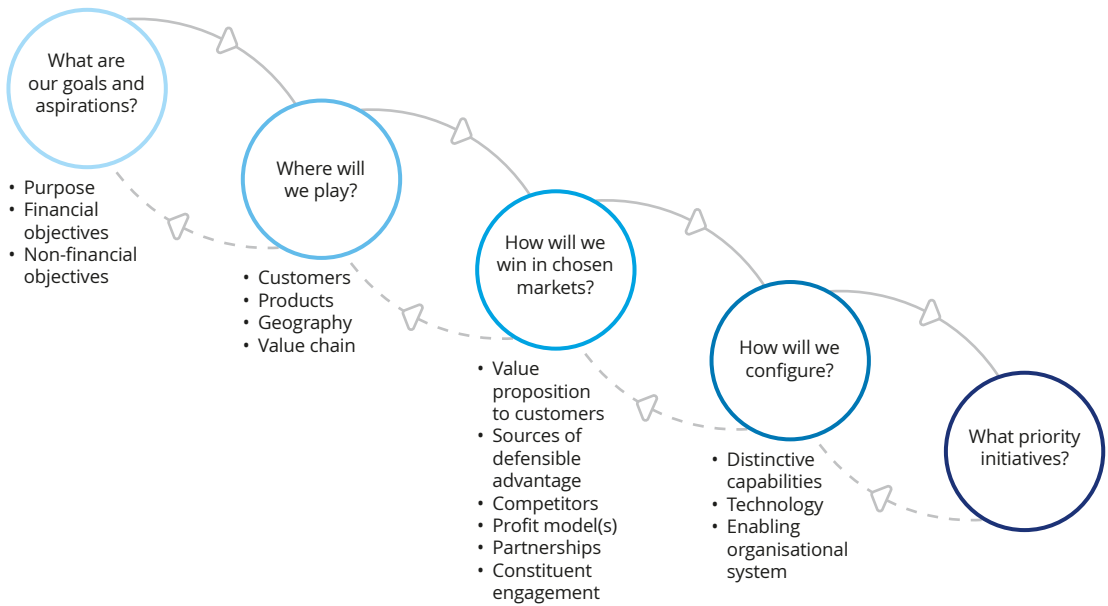 What are
our goals and
aspirations?
• Purpose
• Financial
objectives
• Non-financial
objectives
Where will
we play?
• Customers
• Products
• Geography
• Value chain
How will we
win in chosen
markets?
• Value
proposition
to customers
• Sources of
defensible
advantage
• Competitors
• Profit model(s)
• Partnerships
• Constituent
engagement
How will we
configure?
• Distinctive
capabilities
• Technology
• Enabling
organisational
system
What priority
initiatives?